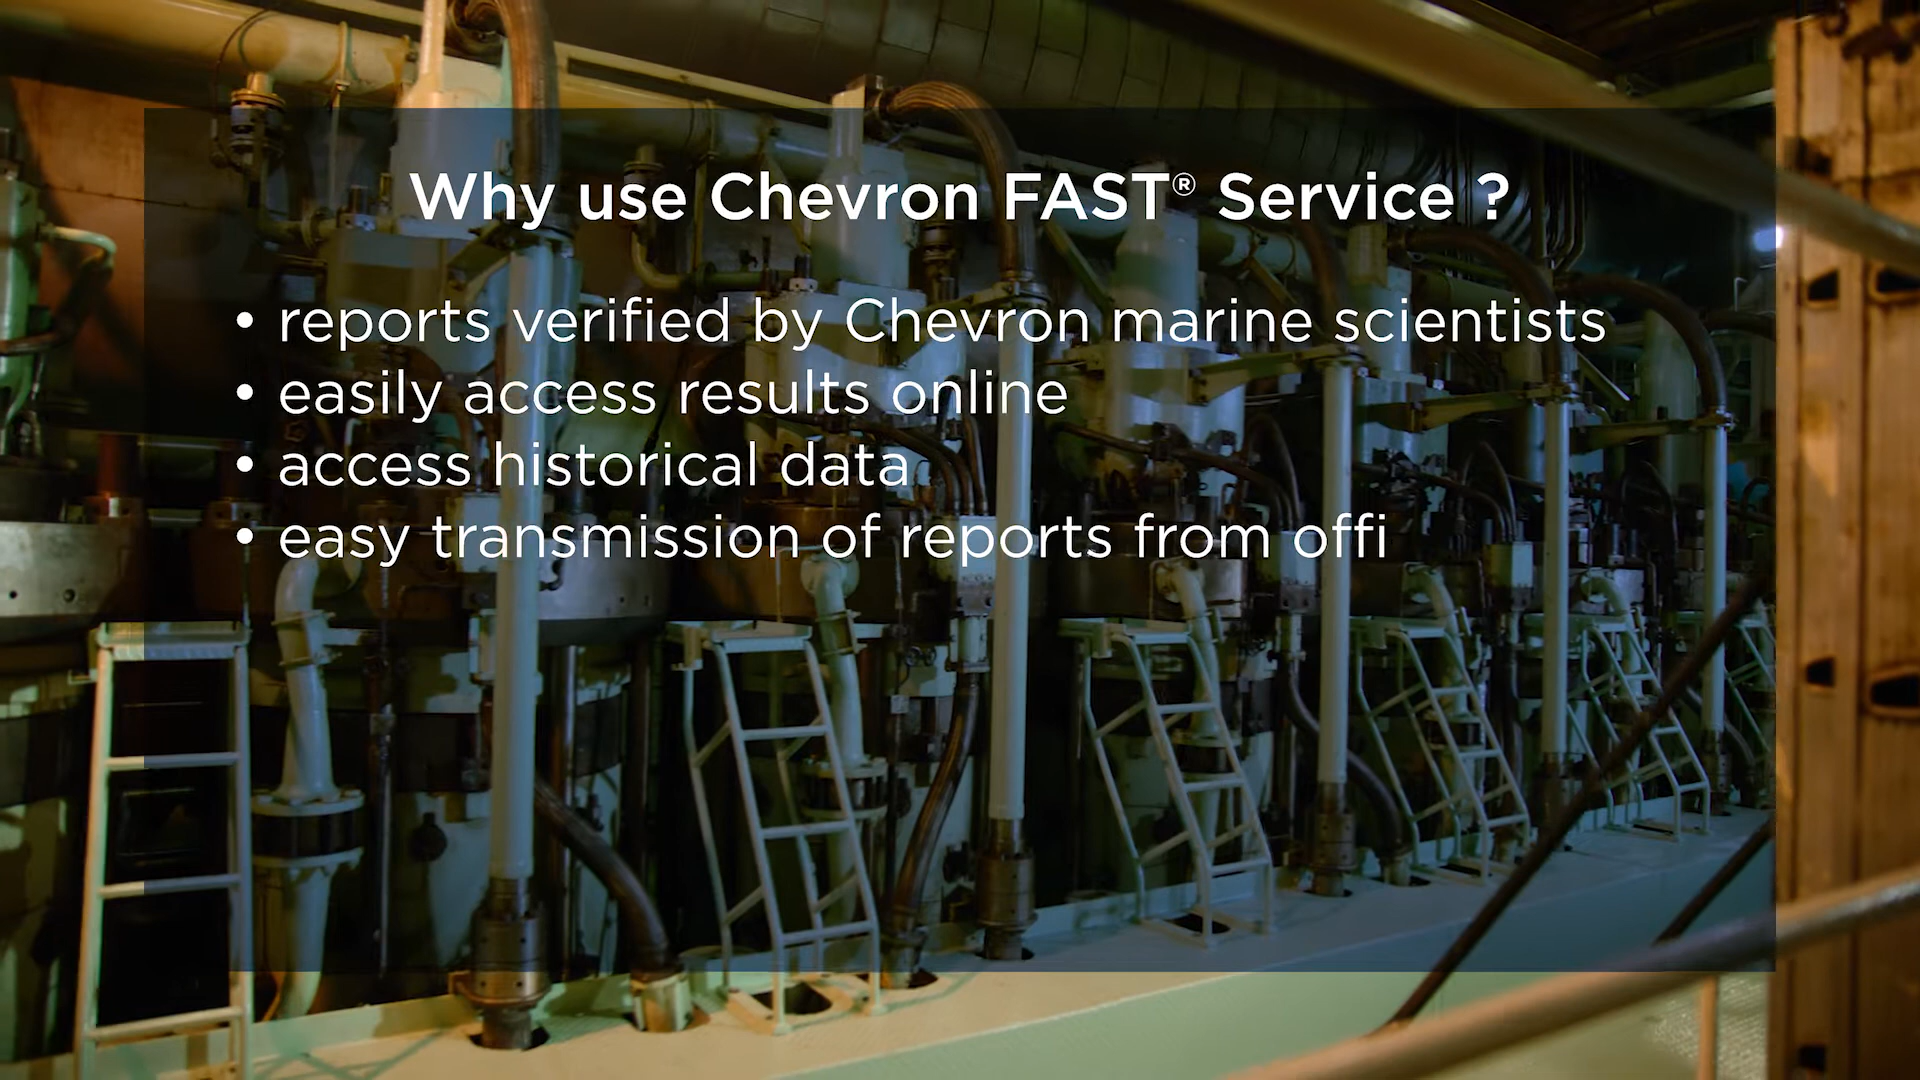 Why use Chevron FAST® Service ?
• reports verified by Chevron marine scientists
• easily access results online
• access historical data
• easy transmission of reports from offi